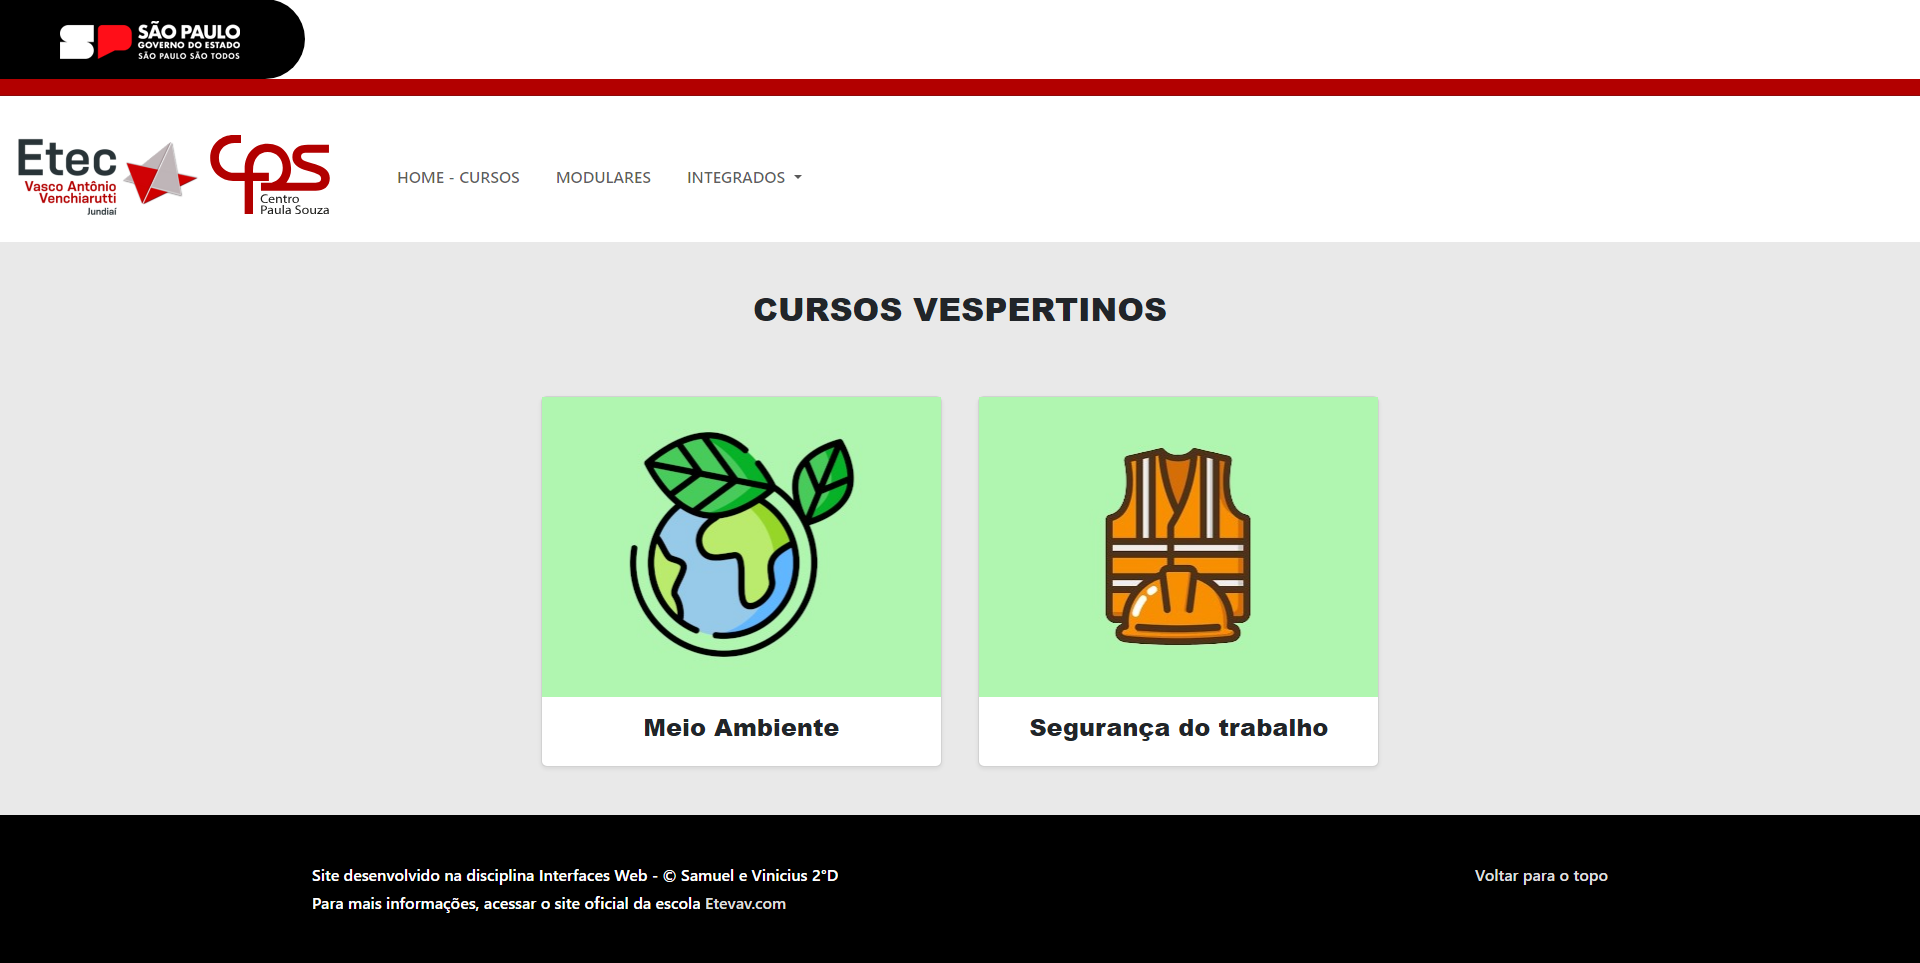 SÃO PAULO
GOVERNO DO ESTADO
SÃO PAULO SÃO TODOS
Etec
Vasco Antônio
Venchiarutti
Jundiaí
cps
Centro
Paula Souza
HOME - CURSOS
MODULARES
INTEGRADOS
CURSOS VESPERTINOS
Meio Ambiente
Segurança do trabalho
Site desenvolvido na disciplina Interfaces Web - © Samuel e Vinicius 2°D
Para mais informações, acessar o site oficial da escola Etevav.com
Voltar para o topo